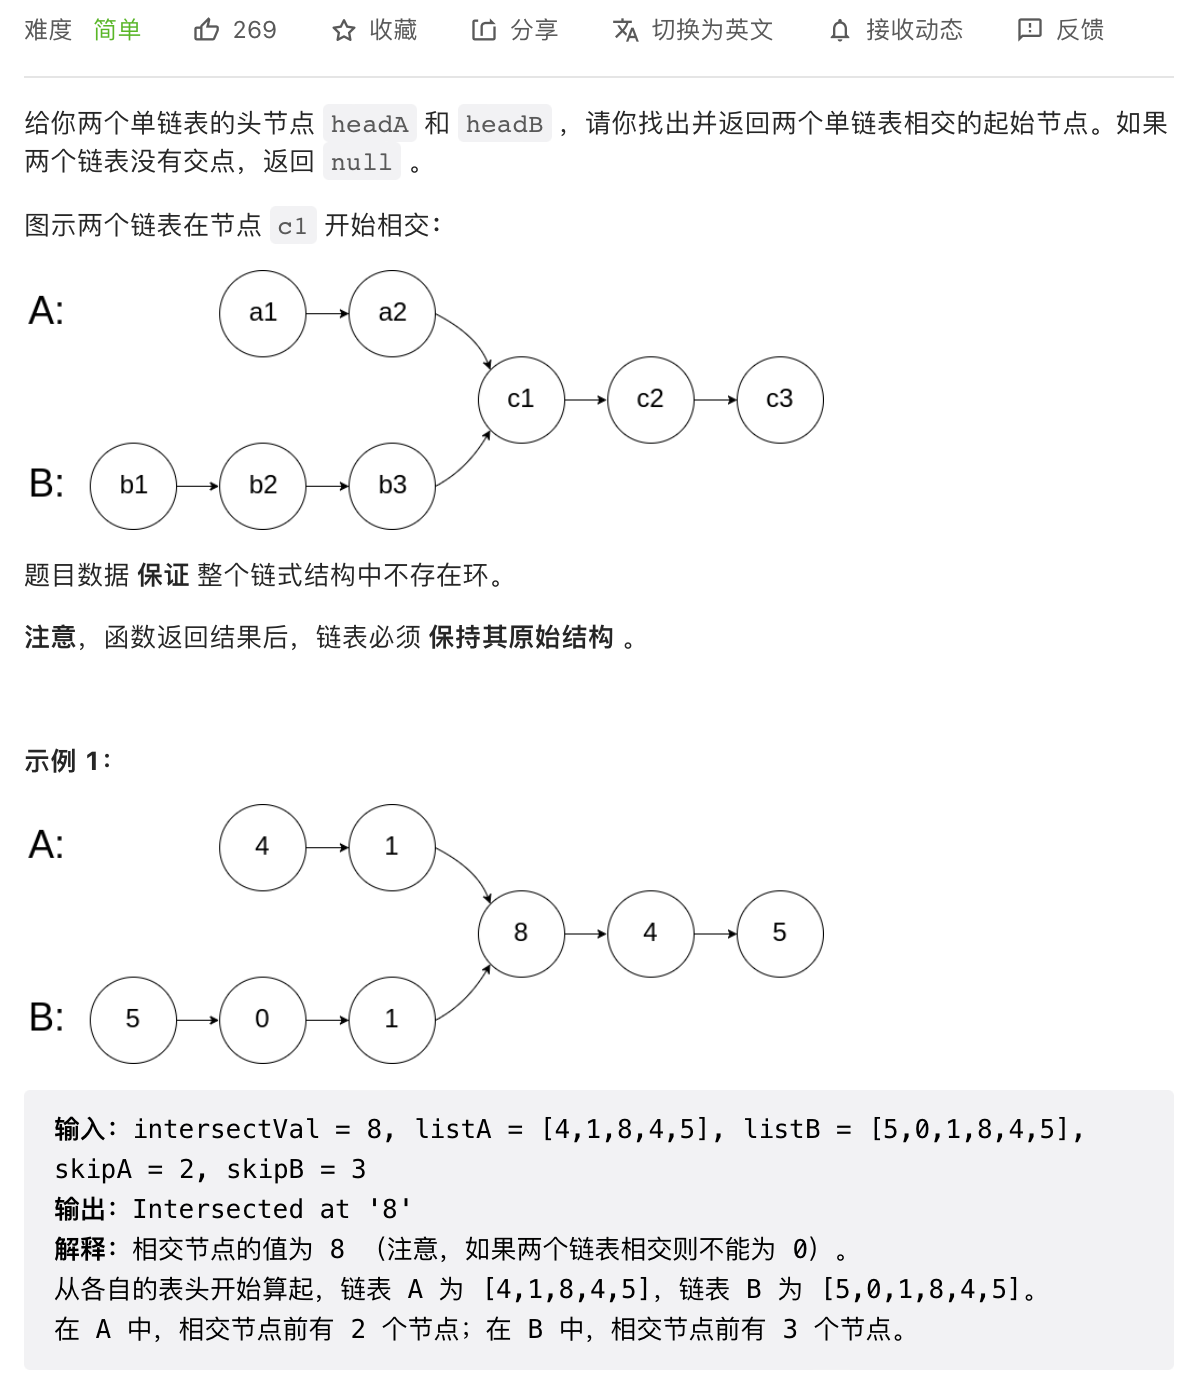 难度 简单 269 收藏 分享 切换为英文 接收动态 反馈
给你两个单链表的头节点 headA 和 headB ，请你找出并返回两个单链表相交的起始节点。如果
两个链表没有交点，返回 null 。
图示两个链表在节点 c1 开始相交：
A: a1 a2
c1 c2 c3
B: b1 b2 b3
题目数据 保证 整个链式结构中不存在环。
注意，函数返回结果后，链表必须 保持其原始结构 。
示例 1：
A: 4 1
8 4 5
B: 5 0 1
输入：intersectVal = 8, listA = [4,1,8,4,5], listB = [5,0,1,8,4,5],
skipA = 2, skipB = 3
输出：Intersected at '8'
解释：相交节点的值为 8 （注意，如果两个链表相交则不能为 0）。
从各自的表头开始算起，链表 A 为 [4,1,8,4,5]，链表 B 为 [5,0,1,8,4,5]。
在 A 中，相交节点前有 2 个节点；在 B 中，相交节点前有 3 个节点。